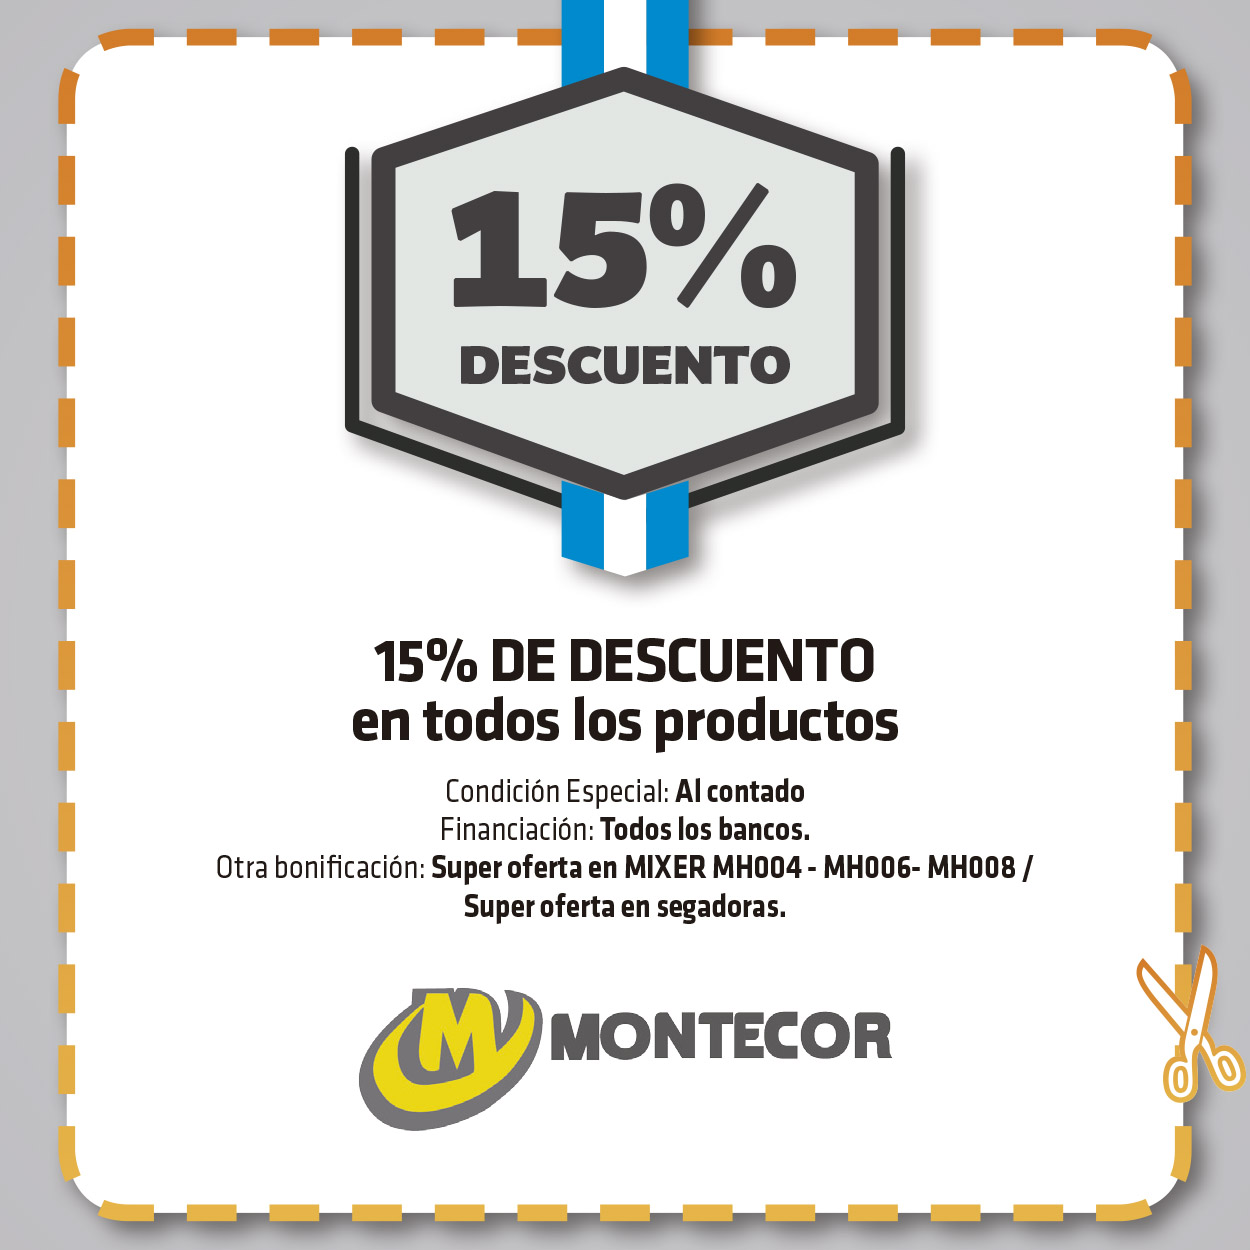 15%
DESCUENTO
15% DE DESCUENTO
en todos los productos
Condición Especial: Al contado
Financiación: Todos los bancos.
Otra bonificación: Super oferta en MIXER MH004 - MH006- MH008 /
Super oferta en segadoras.
M MONTECOR